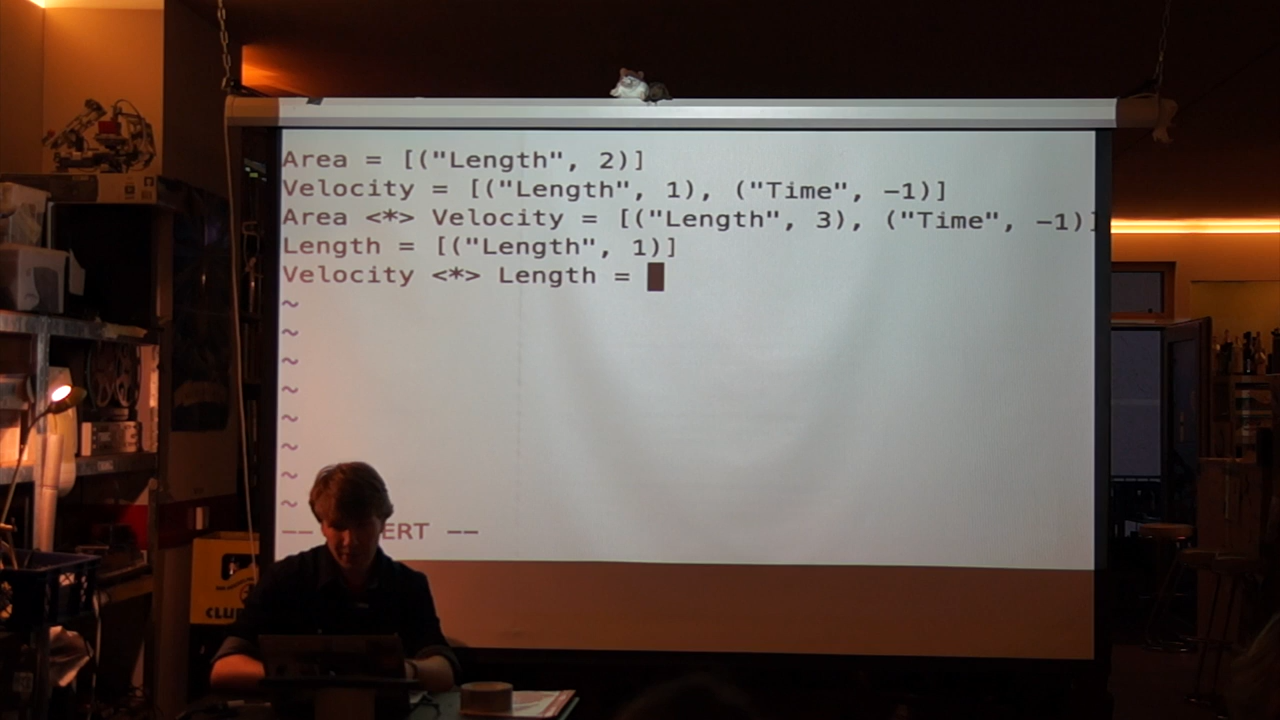 Area = [("Length", 2)]
Velocity = [("Length", 1), ("Time", −1)]
Area <*> Velocity = [("Length", 3), ("Time", −1)]
Length = [("Length", 1)]
Velocity <*> Length =
~
~
~
~
~
~
~
~
-- ERT --
CLU